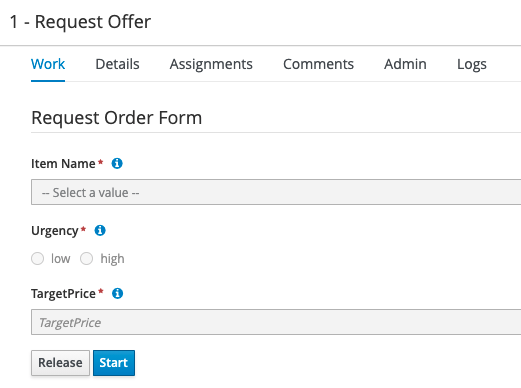 1 - Request Offer
Work Details Assignments Comments Admin Logs
Request Order Form
Item Name*
-- Select a value --
Urgency*
low high
TargetPrice*
TargetPrice
Release Start